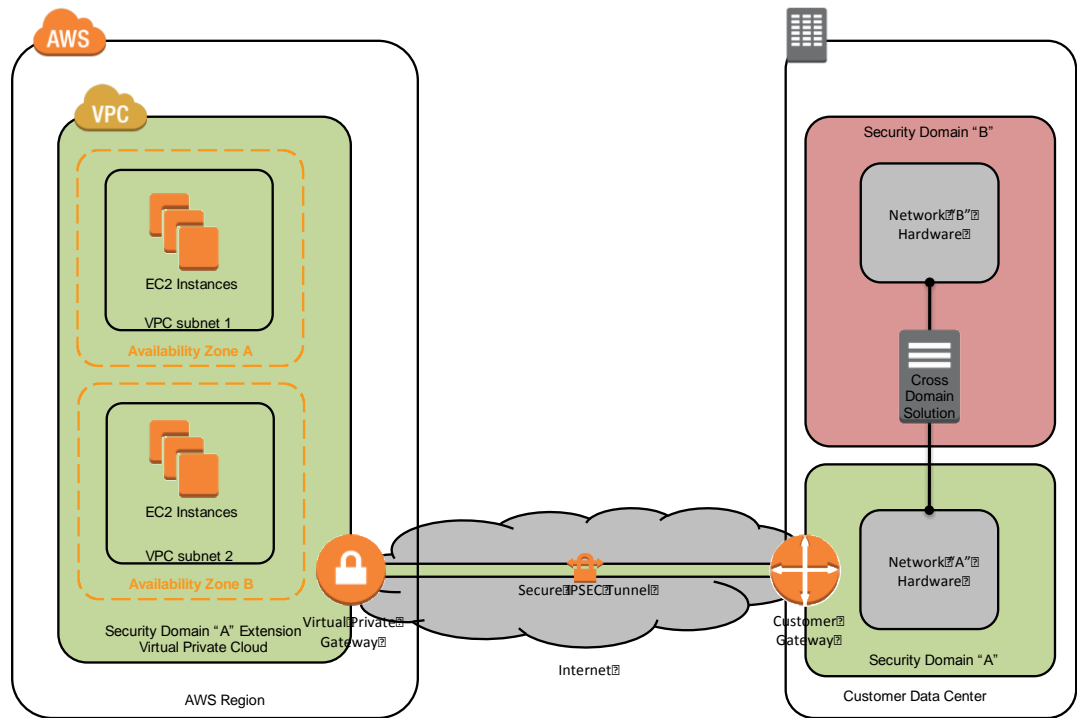 AWS
VPC
EC2 Instances
VPC subnet 1
Availability Zone A
EC2 Instances
VPC subnet 2
Availability Zone B
Security Domain “A” Extension
Virtual Private Cloud
AWS Region
Virtual⍰Private⍰
Gateway⍰
Secure⍰IPSEC⍰Tunnel⍰
Internet⍰
Customer⍰
Gateway⍰
Security Domain “B”
Network⍰“B”⍰
Hardware⍰
Cross
Domain
Solution
Network⍰“A”⍰
Hardware⍰
Security Domain “A”
Customer Data Center